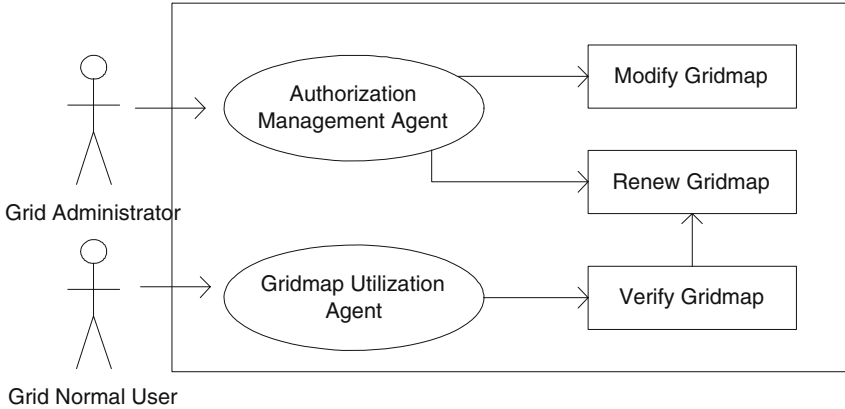 Authorization
Management Agent
Modify Gridmap
Renew Gridmap
Grid Administrator
Gridmap Utilization
Agent
Verify Gridmap
Grid Normal User